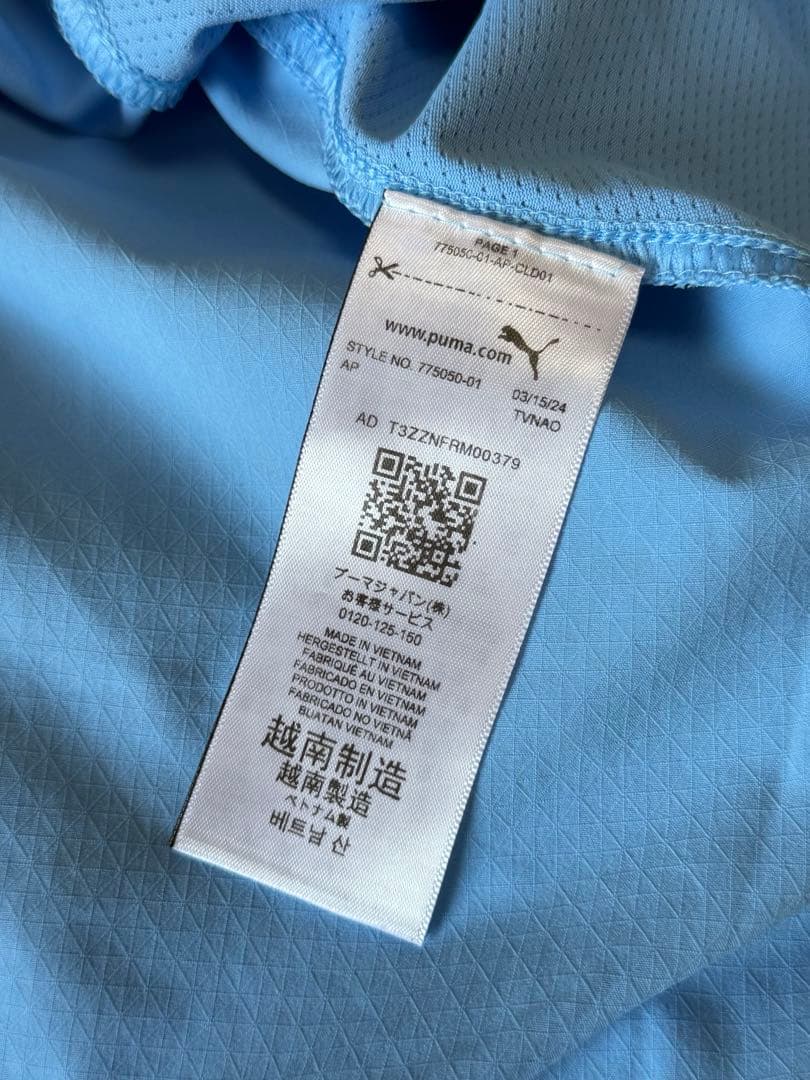 PAGE 1
775050-01-AP-CLD01
www.puma.com
STYLE NO. 775050-01
AP
03/15/24
TVNAO
AD T3ZZNFRM00379
プーマジャパン(株)
お客様サービス
0120-125-150
MADE IN VIETNAM
HERGESTELLT IN VIETNAM
FABRIQUÉ AU VIETNAM
FABRICADO EN VIETNAM
PRODOTTO IN VIETNAM
FABRICADO NO VIETNÃ
BUATAN VIETNAM
越南制造
越南製造
ベトナム製
베트남 산